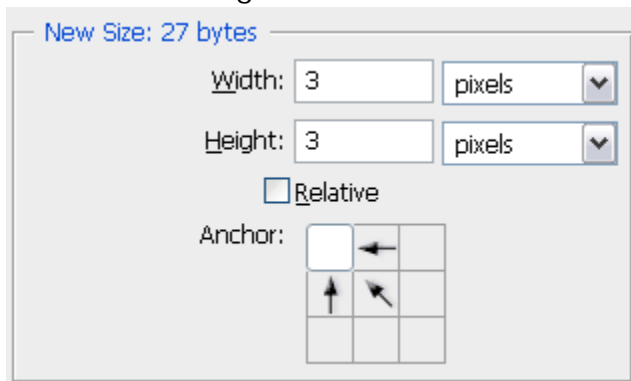 New Size: 27 bytes
Width: 3 pixels
Height: 3 pixels
Relative
Anchor: